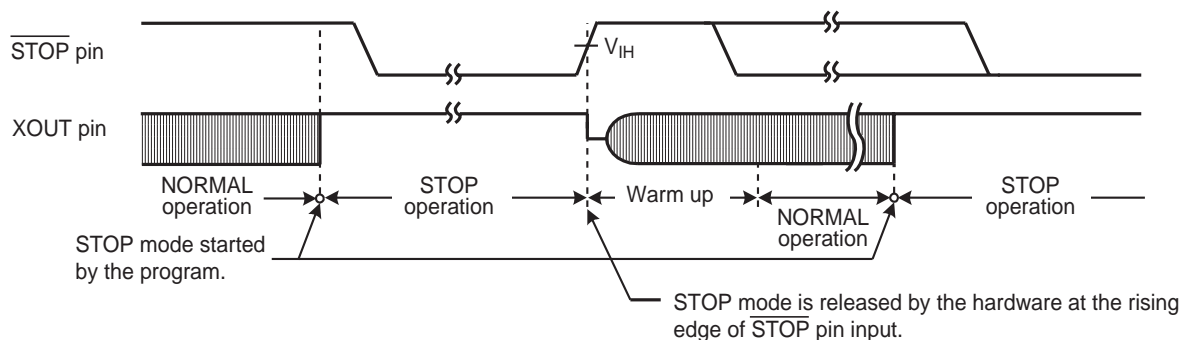 STOP pin
VIH
XOUT pin
NORMAL
operation
STOP
operation
Warm up
NORMAL
operation
STOP
operation
STOP mode started
by the program.
STOP mode is released by the hardware at the rising
edge of STOP pin input.